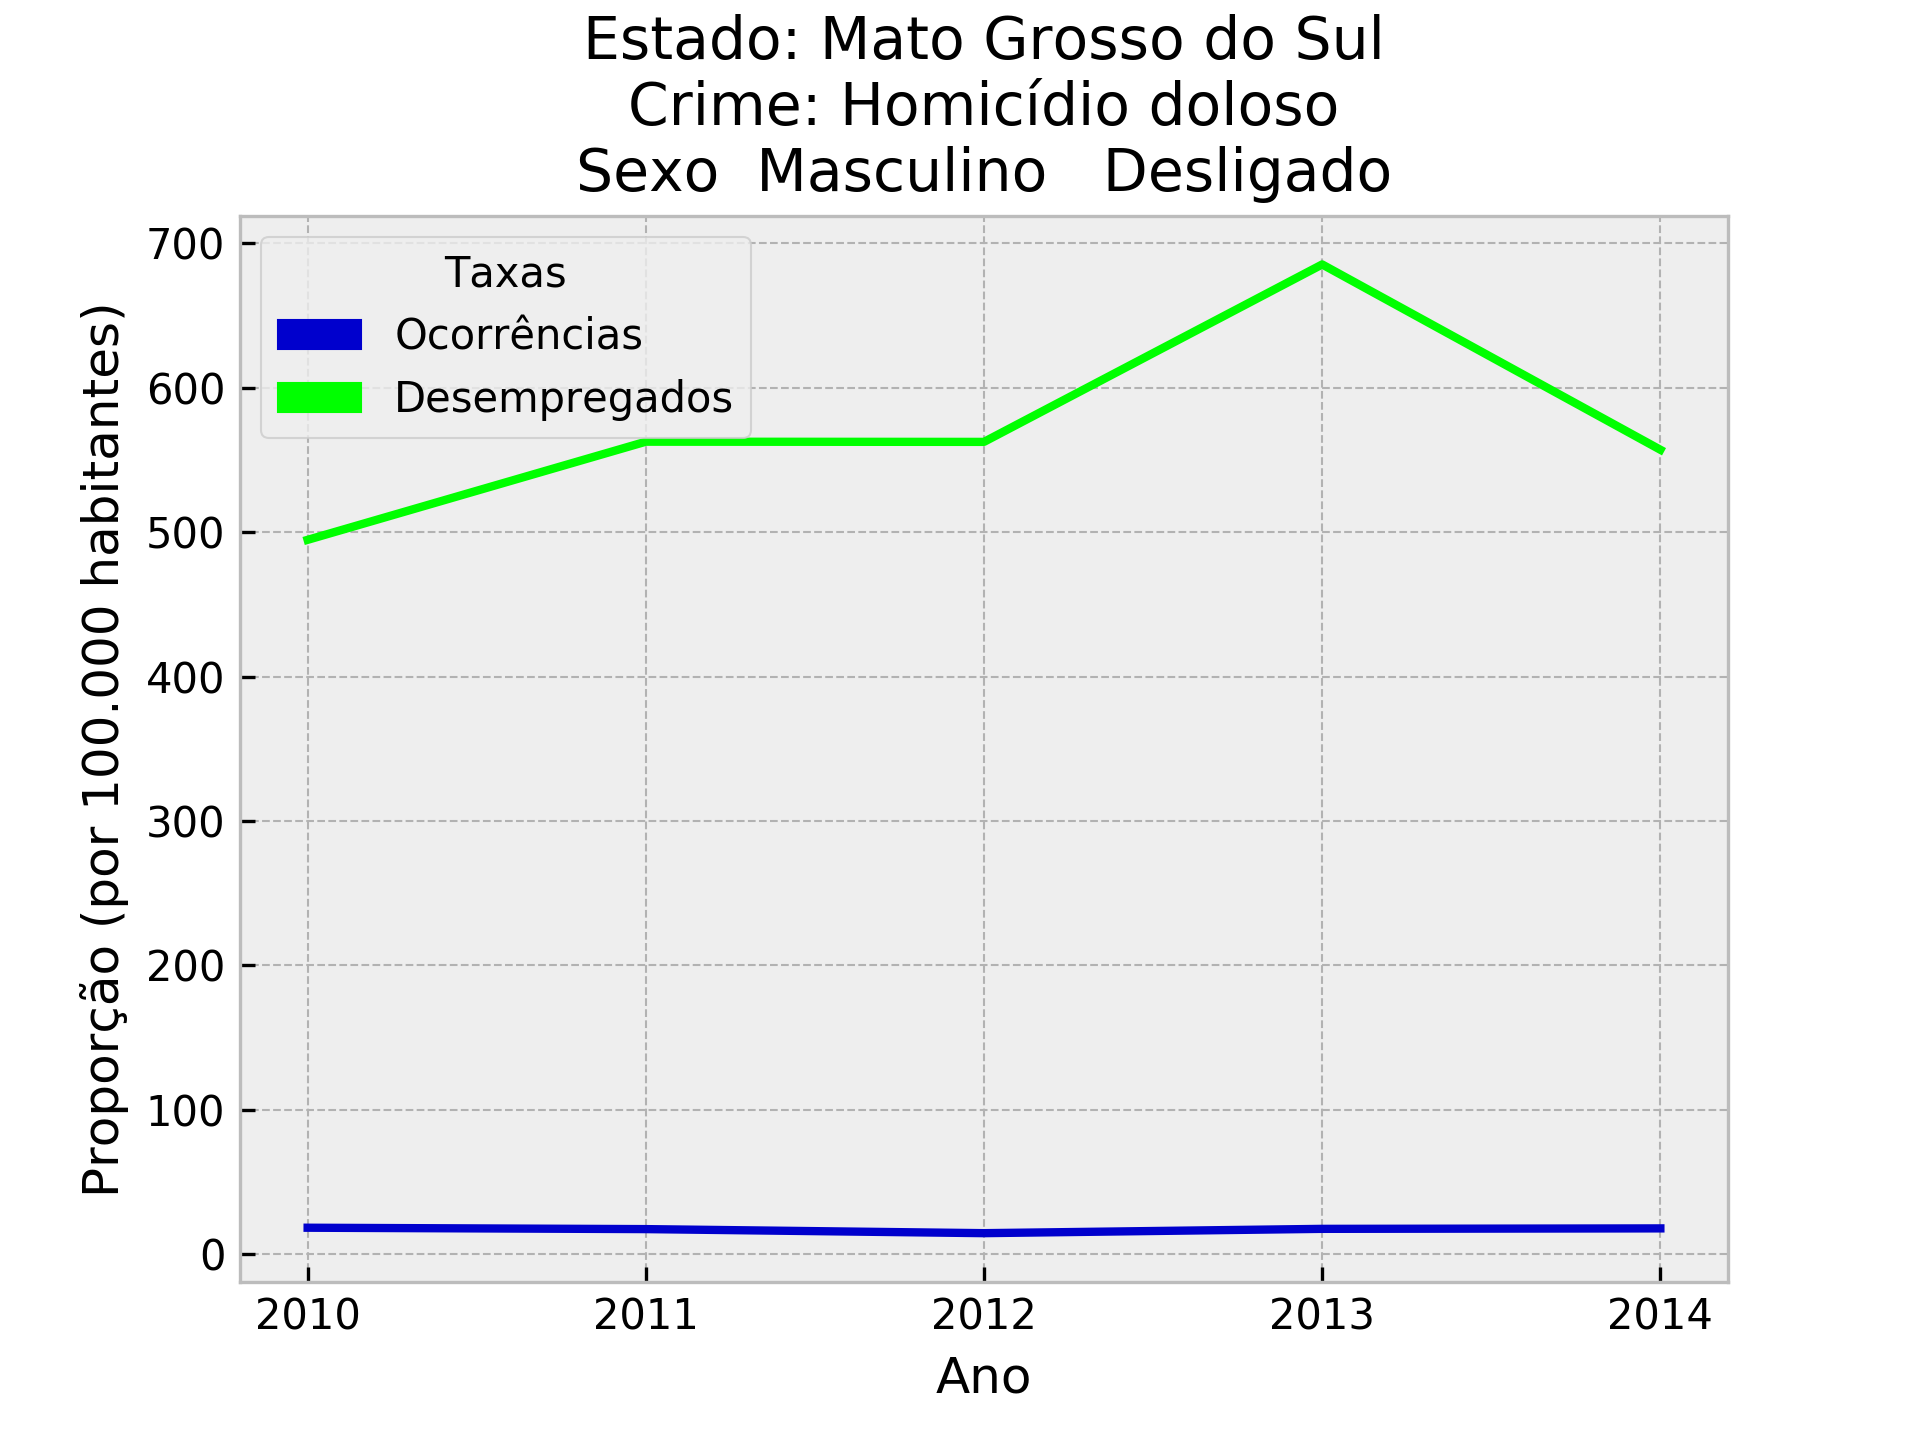 Estado: Mato Grosso do Sul
Crime: Homicídio doloso
Sexo  Masculino   Desligado
Proporção (por 100.000 habitantes)
700
600
500
400
300
200
100
0
Taxas
Ocorrências
Desempregados
2010 2011 2012 2013 2014
Ano